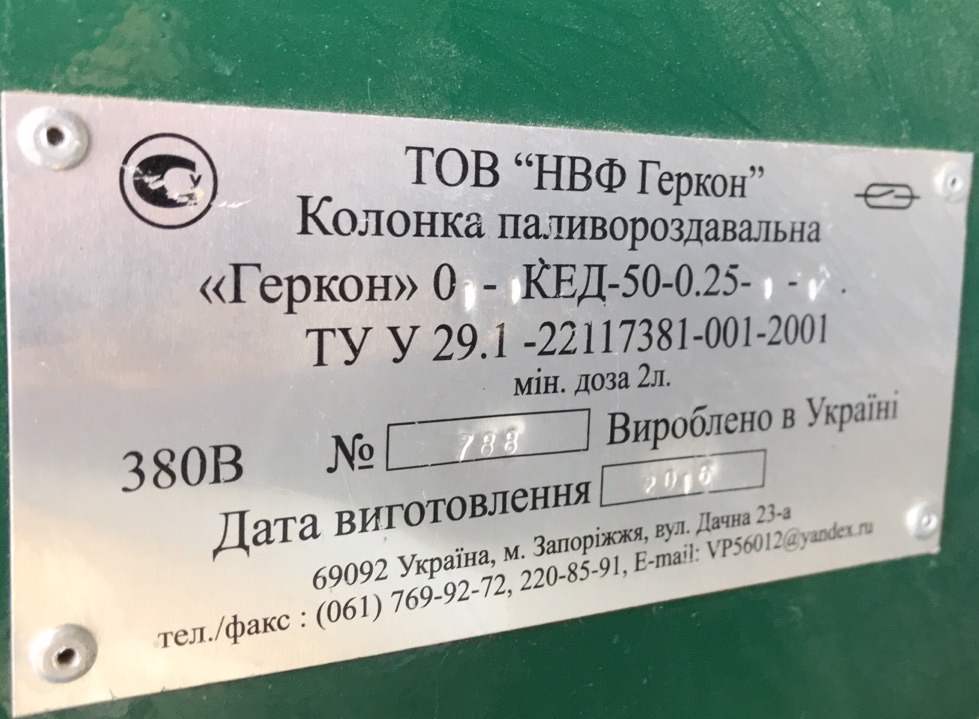 ТОВ “НВФ Геркон”
Колонка паливороздавальна
«Геркон» 0 - КЕД-50-0.25- - .
ТУ У 29.1 -22117381-001-2001
мін. доза 2л.
380В № 788 Вироблено в Україні
Дата виготовлення
69092 Україна, м. Запоріжжя, вул. Дачна 23-а
тел./факс : (061) 769-92-72, 220-85-91, E-mail: VP56012@yandex.ru